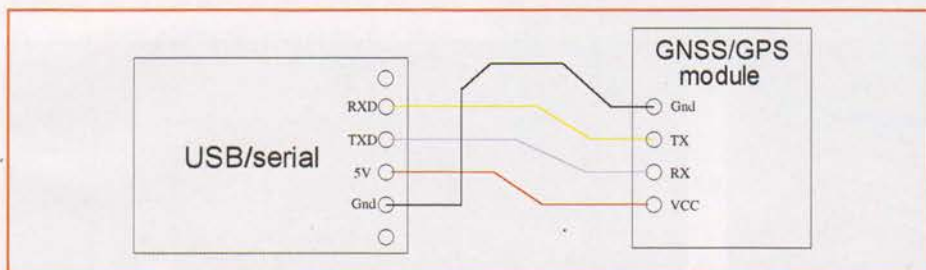 USB/serial
RXD
TXD
5V
Gnd
GNSS/GPS
module
Gnd
TX
RX
VCC